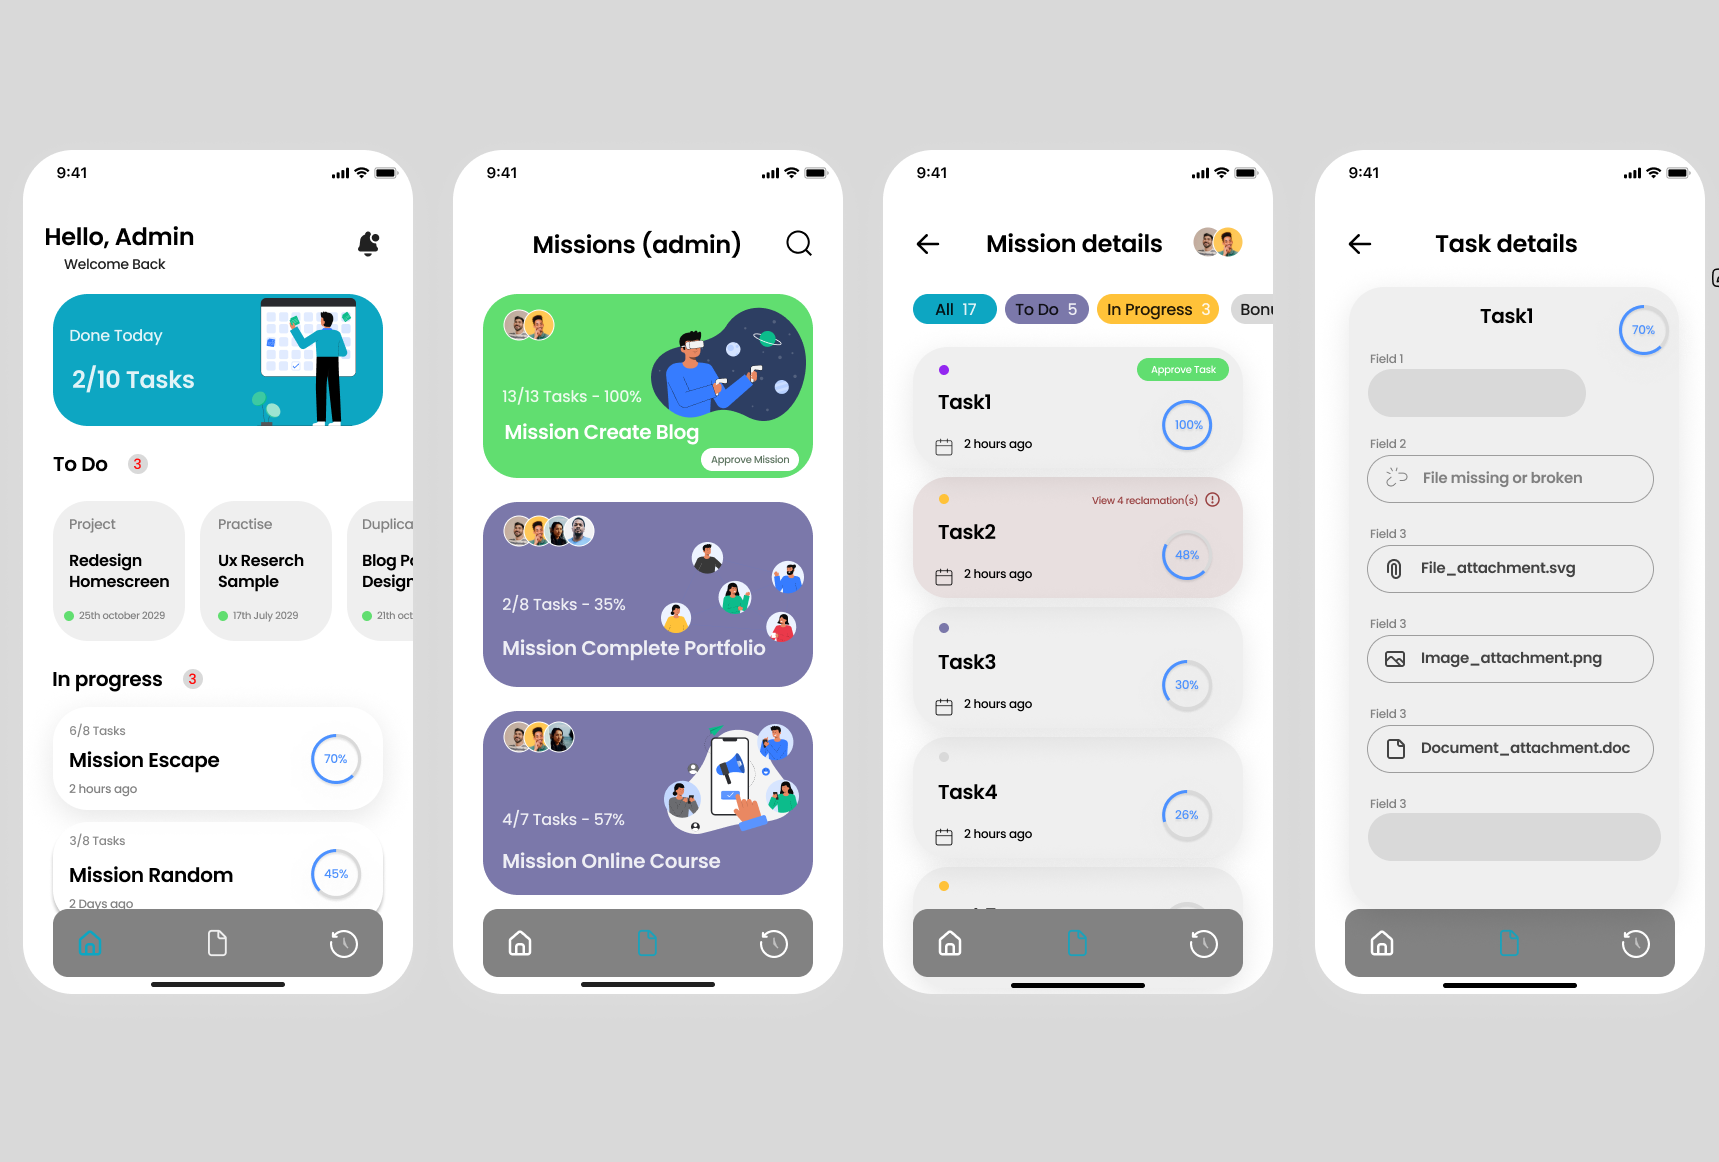 9:41
Hello, Admin
Welcome Back
Done Today
2/10 Tasks
To Do 3
Project
Redesign
Homescreen
25th october 2029
Practise
Ux Reserch
Sample
17th July 2029
Duplica
Blog Po
Design
21th oct
In progress 3
6/8 Tasks
Mission Escape
2 hours ago
70%
3/8 Tasks
Mission Random
2 Days ago
45%
9:41
Missions (admin)
13/13 Tasks - 100%
Mission Create Blog
Approve Mission
2/8 Tasks - 35%
Mission Complete Portfolio
4/7 Tasks - 57%
Mission Online Course
9:41
Mission details
All 17
To Do 5
In Progress 3
Bonu
Approve Task
Task1
100%
2 hours ago
View 4 reclamation(s)
Task2
48%
2 hours ago
Task3
30%
2 hours ago
Task4
26%
2 hours ago
9:41
Task details
Task1
70%
Field 1
Field 2
File missing or broken
Field 3
File_attachment.svg
Field 3
Image_attachment.png
Field 3
Document_attachment.doc
Field 3